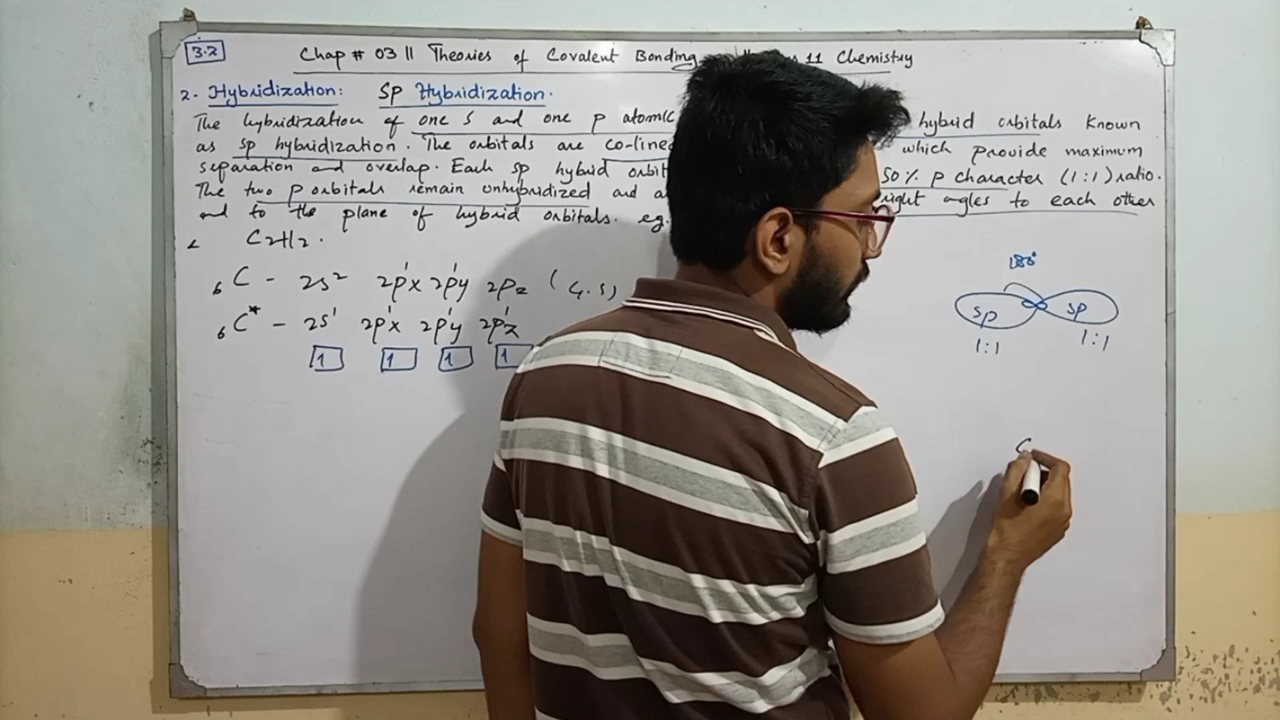 3.2
Chap # 03 || Theories of Covalent Bonding 11 Chemistry
2. Hybridization: SP Hybridization.
The hybridization of one s and one p atomic hybrid orbitals known
as sp hybridization. The orbitals are co-line which provide maximum
separation and overlap. Each sp hybrid orbit 50% p character (1:1) ratio.
The two p orbitals remain unhybridized and a right angles to each other
and to the plane of hybrid orbitals. eg.
C₂H₂.
₆C - 2s² 2p¹x 2p¹y 2pz (G.S)
₆C* - 2s¹ 2p¹x 2p¹y 2p¹z
1 1 1 1
180°
sp sp
1:1 1:1
C